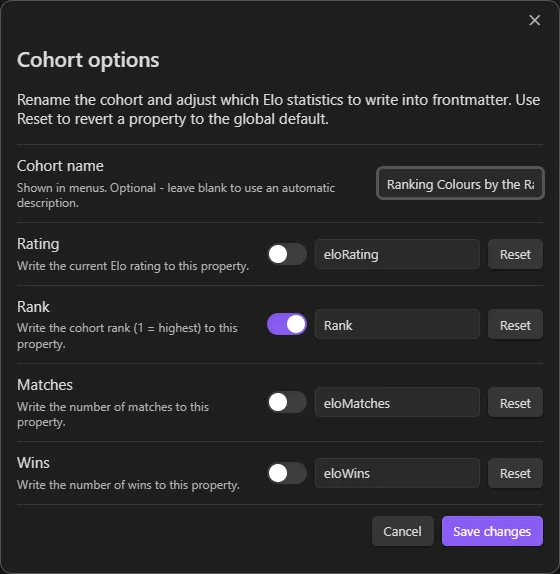 Cohort options
Rename the cohort and adjust which Elo statistics to write into frontmatter. Use
Reset to revert a property to the global default.
Cohort name
Shown in menus. Optional - leave blank to use an automatic
description.
Ranking Colours by the Ra
Rating
Write the current Elo rating to this property.
eloRating
Reset
Rank
Write the cohort rank (1 = highest) to this
property.
Rank
Reset
Matches
Write the number of matches to this
property.
eloMatches
Reset
Wins
Write the number of wins to this property.
eloWins
Reset
Cancel
Save changes